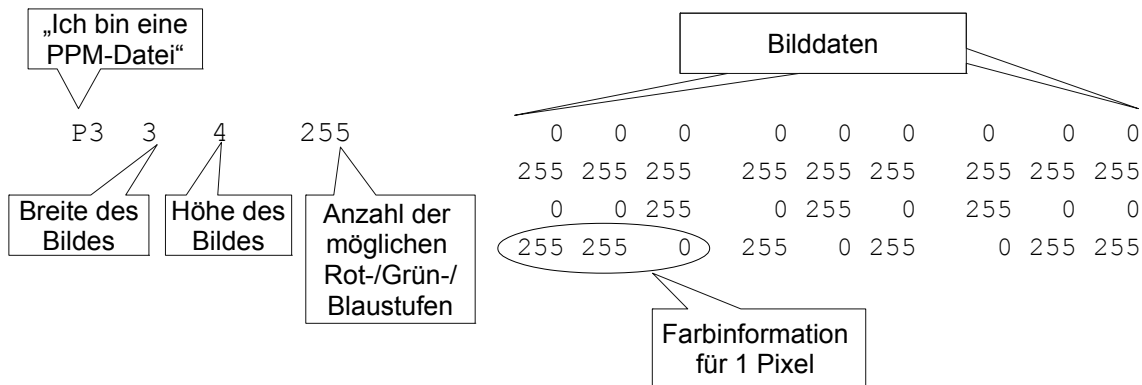 „Ich bin eine
PPM-Datei“
Bilddaten
P3 3 4 255
0 0 0 0 0 0 0 0 0
255 255 255 255 255 255 255 255 255
0 0 255 0 255 0 255 0 0
255 255 0 255 0 255 0 255 255
Breite des
Bildes
Höhe des
Bildes
Anzahl der
möglichen
Rot-/Grün-/
Blaustufen
Farbinformation
für 1 Pixel